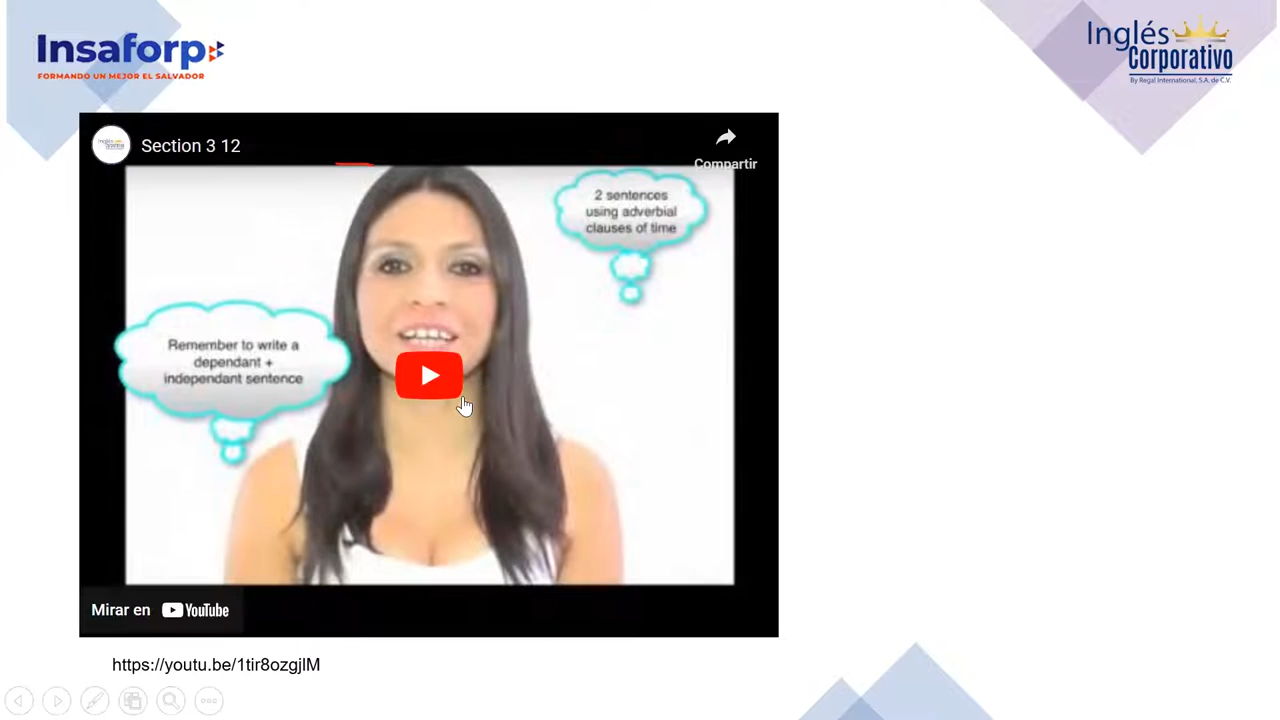 Insaforp
FORMANDO UN MEJOR EL SALVADOR
Inglés
Corporativo
By Regal International, S.A. de C.V.
Section 3 12
Compartir
2 sentences
using adverbial
clauses of time
Remember to write a
dependant +
independant sentence
Mirar en YouTube
https://youtu.be/1tir8ozgjlM